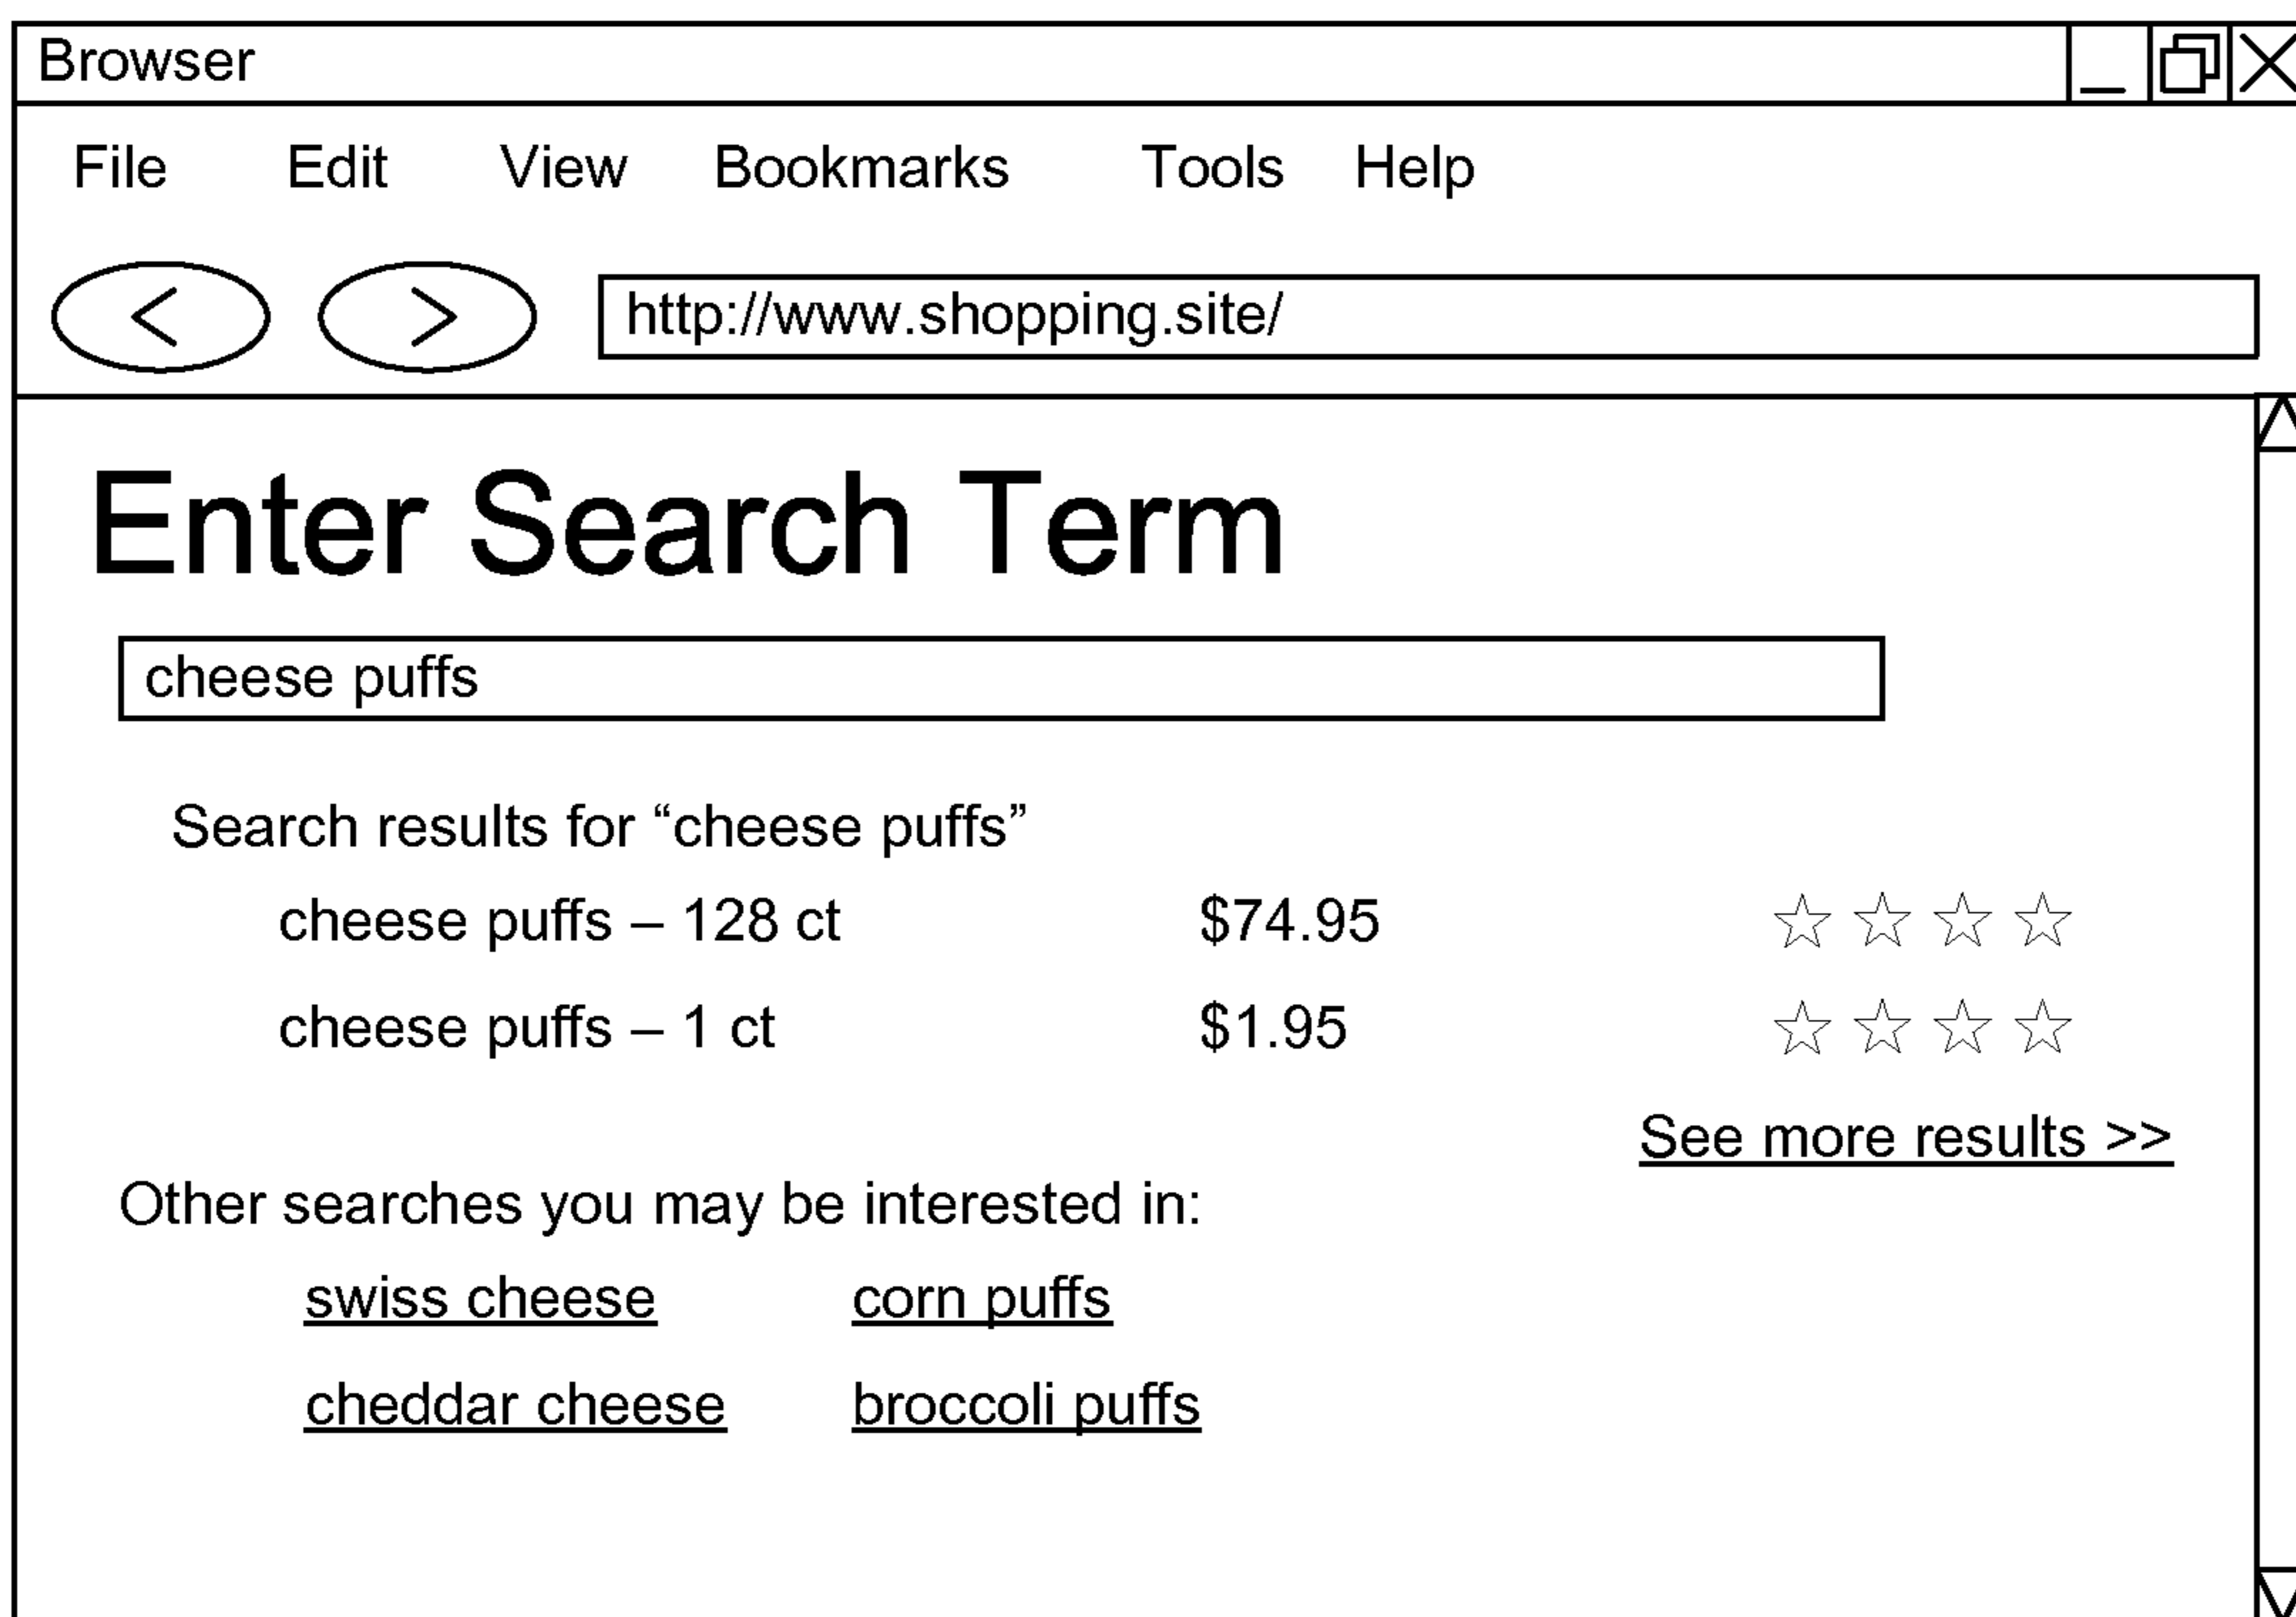 Browser
File Edit View Bookmarks Tools Help
< > http://www.shopping.site/
Enter Search Term
cheese puffs
Search results for “cheese puffs”
cheese puffs – 128 ct $74.95 ☆ ☆ ☆ ☆
cheese puffs – 1 ct $1.95 ☆ ☆ ☆ ☆
See more results >>
Other searches you may be interested in:
swiss cheese corn puffs
cheddar cheese broccoli puffs